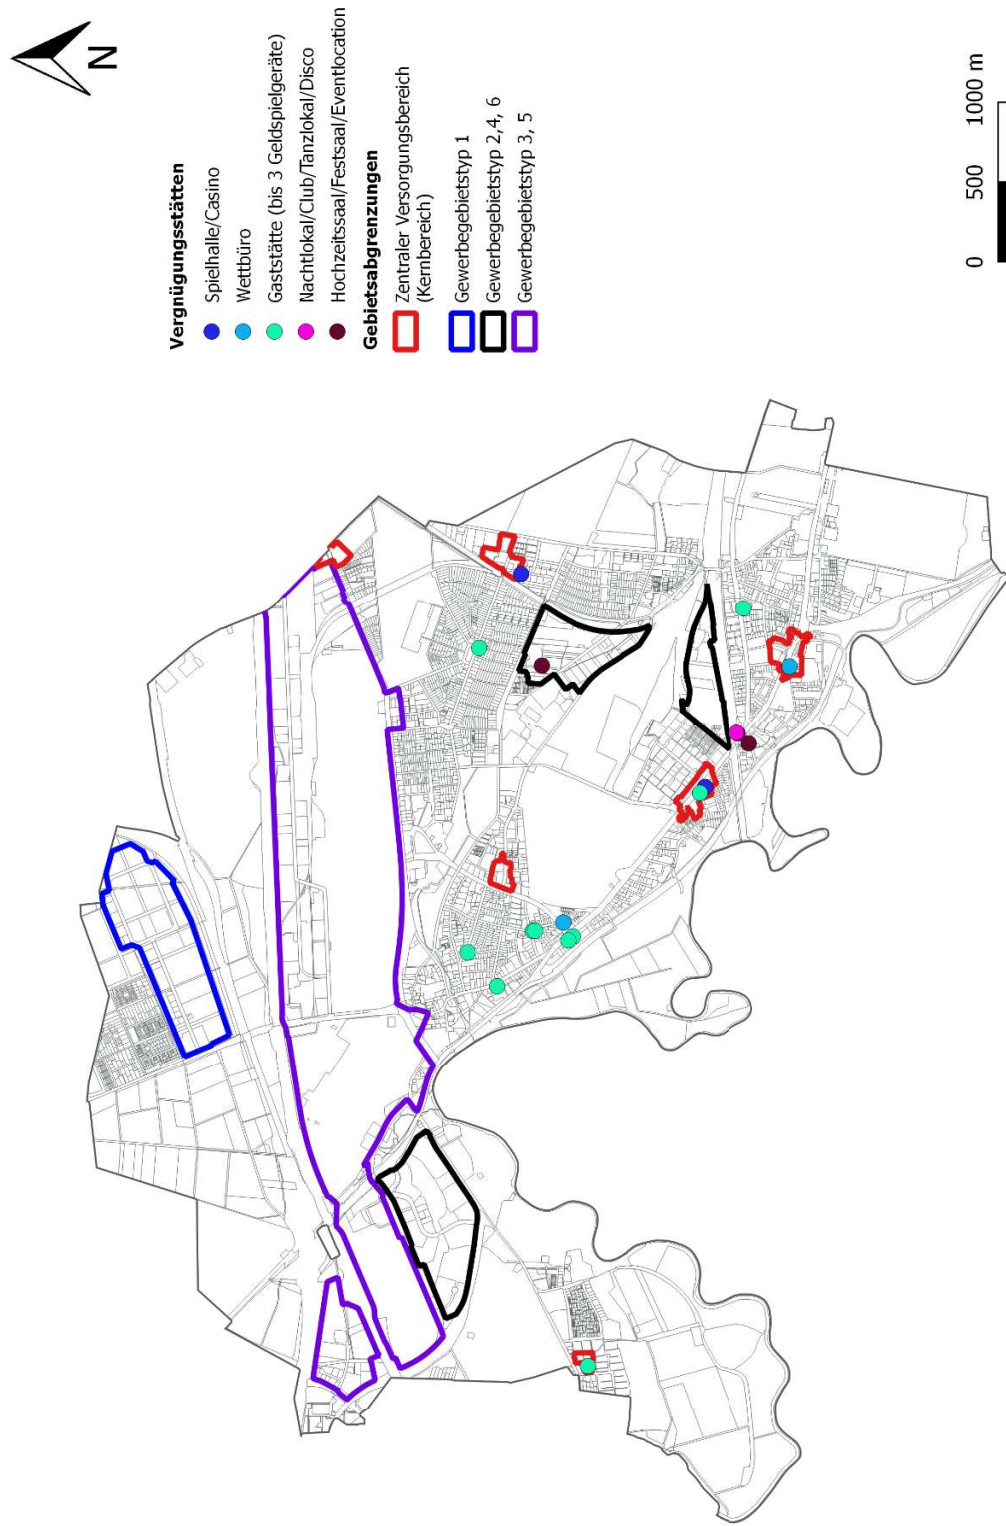 N
Vergnügungsstätten
Spielhalle/Casino
Wettbüro
Gaststätte (bis 3 Geldspielgeräte)
Nachtlokal/Club/Tanzlokal/Disco
Hochzeitssaal/Festsaal/Eventlocation
Gebietsabgrenzungen
Zentraler Versorgungsbereich
(Kernbereich)
Gewerbegebietstyp 1
Gewerbegebietstyp 2,4, 6
Gewerbegebietstyp 3, 5
0 500 1000 m